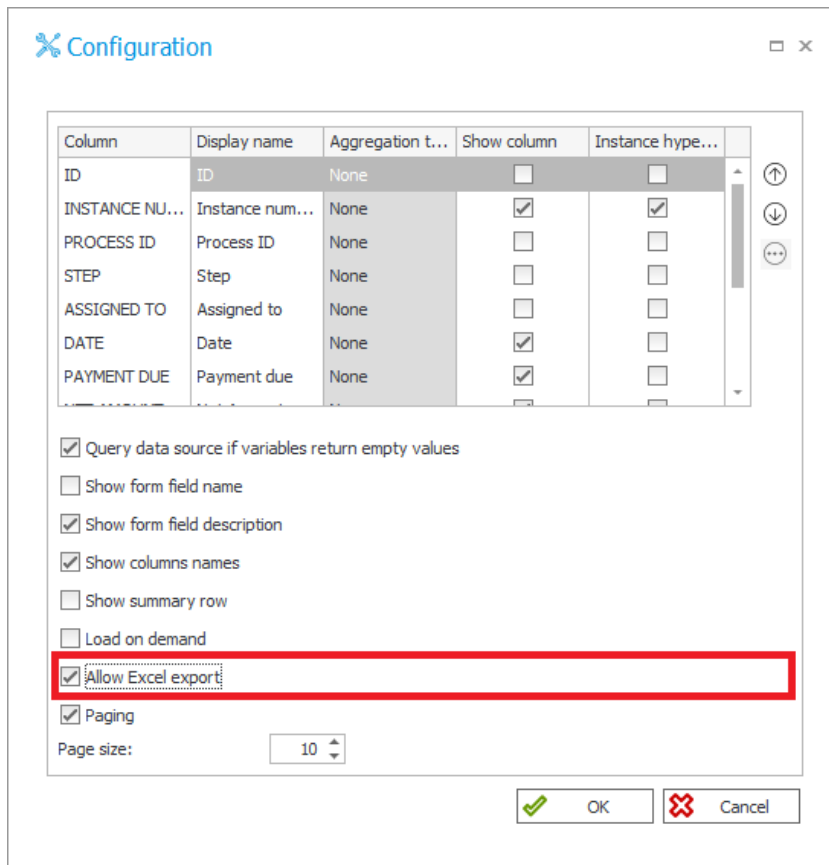 Configuration
Column Display name Aggregation t... Show column Instance hype...
ID ID None
INSTANCE NU... Instance num... None
PROCESS ID Process ID None
STEP Step None
ASSIGNED TO Assigned to None
DATE Date None
PAYMENT DUE Payment due None
Query data source if variables return empty values
Show form field name
Show form field description
Show columns names
Show summary row
Load on demand
Allow Excel export
Paging
Page size: 10
OK Cancel